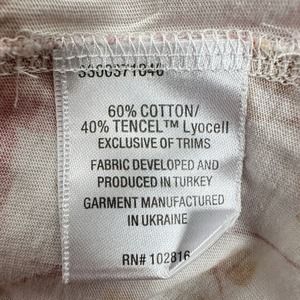 60% COTTON/
40% TENCEL™ Lyocell
EXCLUSIVE OF TRIMS
FABRIC DEVELOPED AND
PRODUCED IN TURKEY
GARMENT MANUFACTURED
IN UKRAINE
RN# 102816